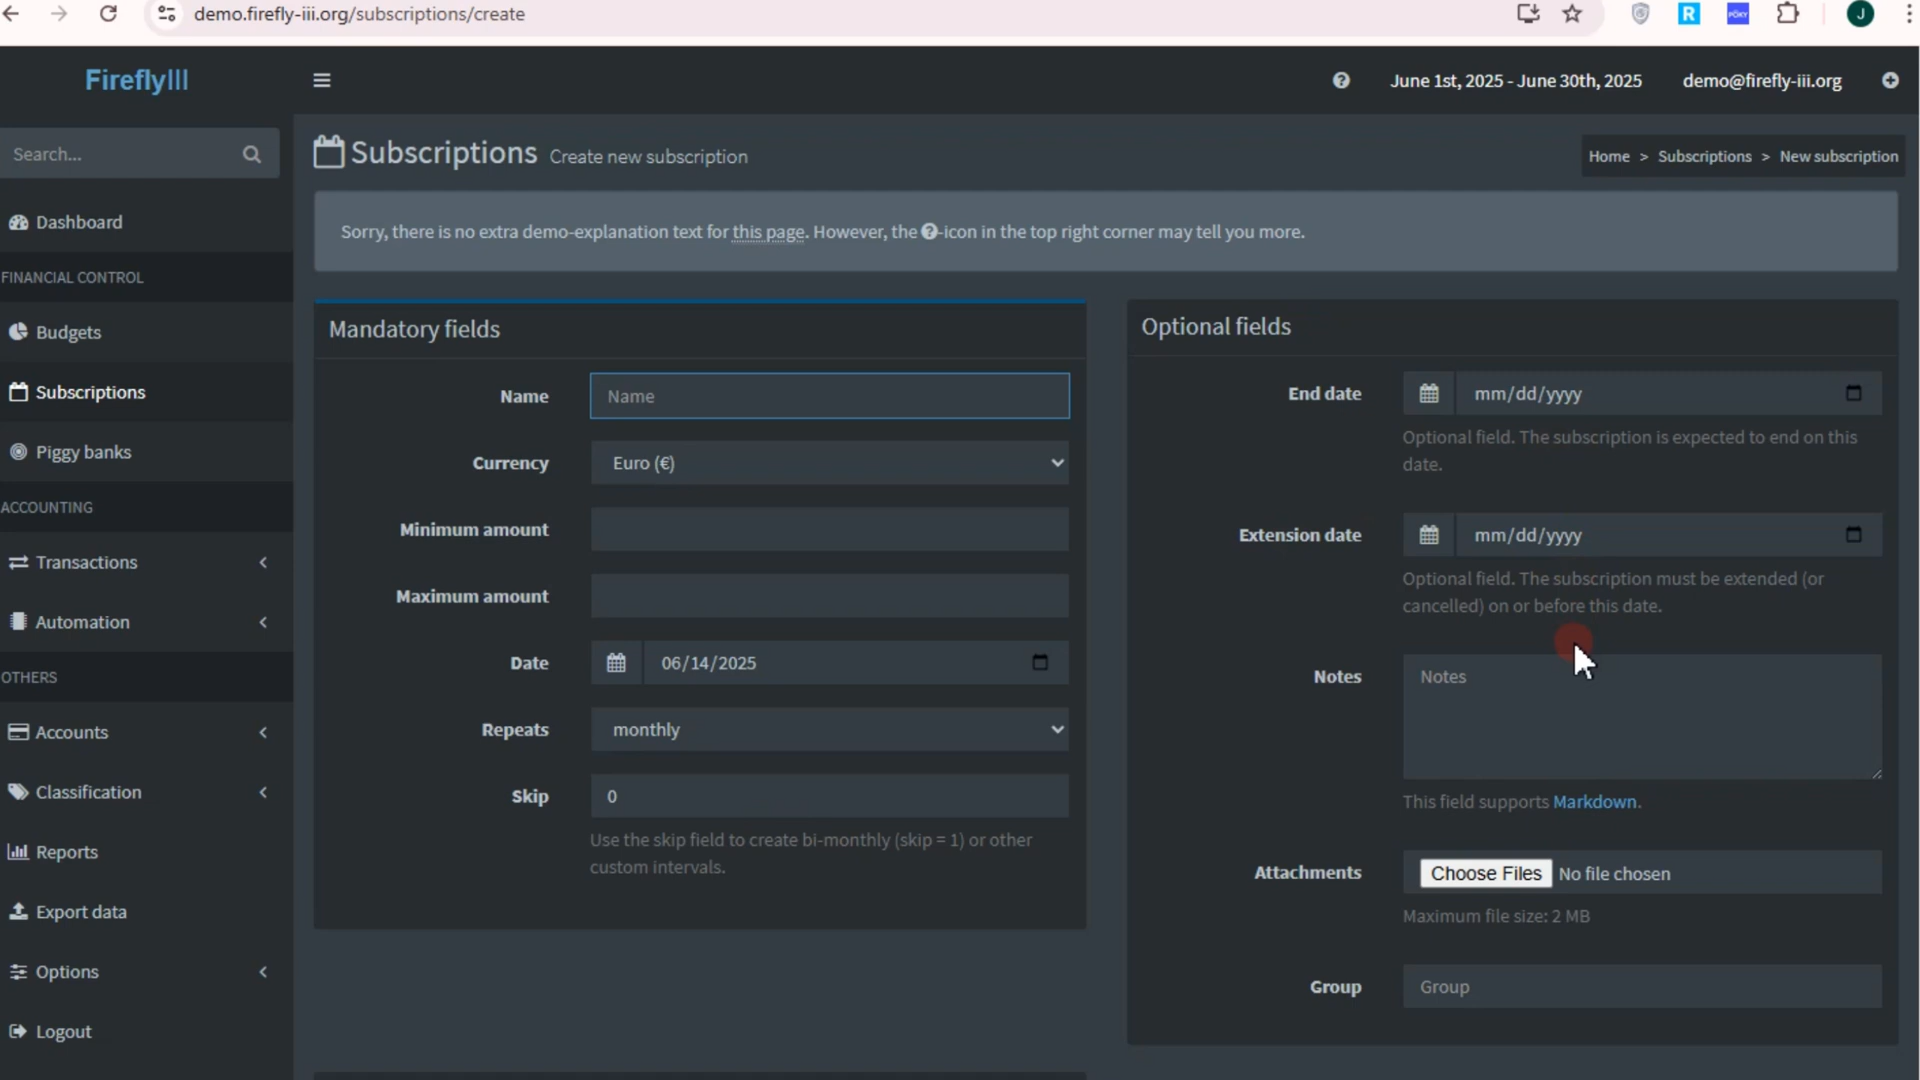 demo.firefly-iii.org/subscriptions/create
J
FireflyIII
June 1st, 2025 - June 30th, 2025
demo@firefly-iii.org
Search...
Subscriptions Create new subscription
Home > Subscriptions > New subscription
Dashboard
Sorry, there is no extra demo-explanation text for this page. However, the ?-icon in the top right corner may tell you more.
FINANCIAL CONTROL
Budgets
Subscriptions
Piggy banks
ACCOUNTING
Transactions
Automation
OTHERS
Accounts
Classification
Reports
Export data
Options
Logout
Mandatory fields
Name Name
Currency Euro (€)
Minimum amount
Maximum amount
Date 06/14/2025
Repeats monthly
Skip 0
Use the skip field to create bi-monthly (skip = 1) or other
custom intervals.
Optional fields
End date mm/dd/yyyy
Optional field. The subscription is expected to end on this
date.
Extension date mm/dd/yyyy
Optional field. The subscription must be extended (or
cancelled) on or before this date.
Notes Notes
This field supports Markdown.
Attachments Choose Files No file chosen
Maximum file size: 2 MB
Group Group